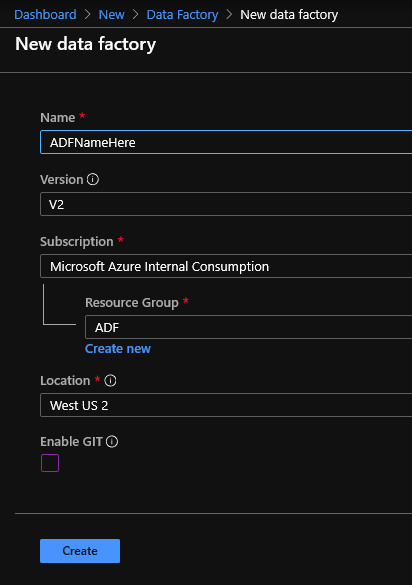 Dashboard > New > Data Factory > New data factory
New data factory
Name *
ADFNameHere
Version
V2
Subscription *
Microsoft Azure Internal Consumption
Resource Group *
ADF
Create new
Location *
West US 2
Enable GIT
Create